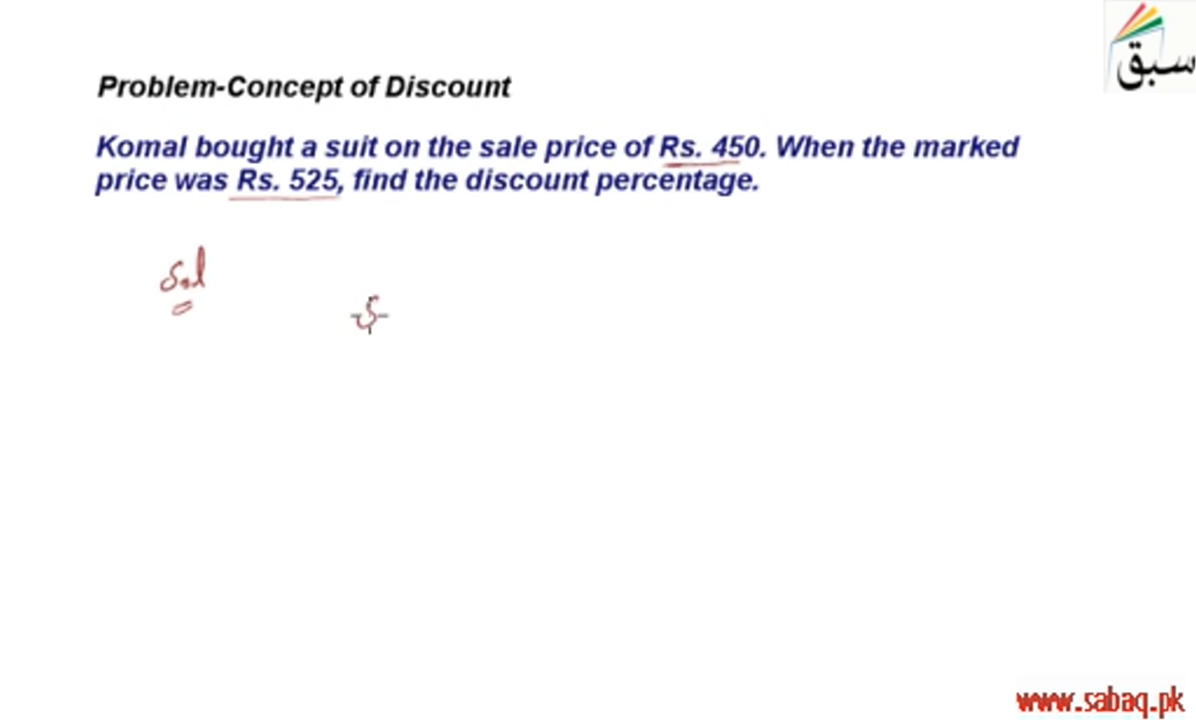 سبق
Problem-Concept of Discount
Komal bought a suit on the sale price of Rs. 450. When the marked
price was Rs. 525, find the discount percentage.
Sol
S
www.sabaq.pk